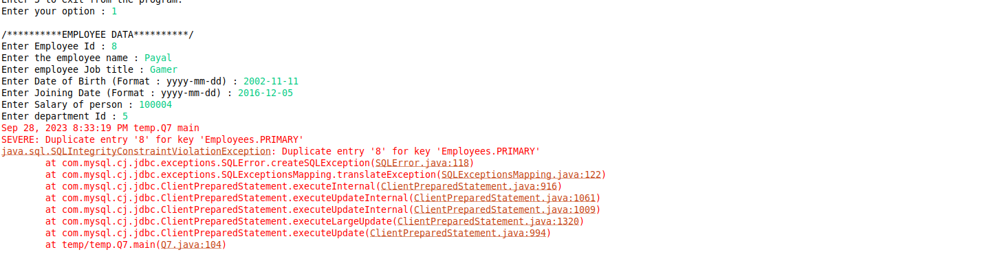 Enter 5 to exit from the program.
Enter your option : 1
/**********EMPLOYEE DATA**********/
Enter Employee Id : 8
Enter the employee name : Payal
Enter employee Job title : Gamer
Enter Date of Birth (Format : yyyy-mm-dd) : 2002-11-11
Enter Joining Date (Format : yyyy-mm-dd) : 2016-12-05
Enter Salary of person : 100004
Enter department Id : 5
Sep 28, 2023 8:33:19 PM temp.Q7 main
SEVERE: Duplicate entry '8' for key 'Employees.PRIMARY'
java.sql.SQLIntegrityConstraintViolationException: Duplicate entry '8' for key 'Employees.PRIMARY'
at com.mysql.cj.jdbc.exceptions.SQLError.createSQLException(SQLError.java:118)
at com.mysql.cj.jdbc.exceptions.SQLExceptionsMapping.translateException(SQLExceptionsMapping.java:122)
at com.mysql.cj.jdbc.ClientPreparedStatement.executeInternal(ClientPreparedStatement.java:916)
at com.mysql.cj.jdbc.ClientPreparedStatement.executeUpdateInternal(ClientPreparedStatement.java:1061)
at com.mysql.cj.jdbc.ClientPreparedStatement.executeUpdateInternal(ClientPreparedStatement.java:1009)
at com.mysql.cj.jdbc.ClientPreparedStatement.executeLargeUpdate(ClientPreparedStatement.java:1320)
at com.mysql.cj.jdbc.ClientPreparedStatement.executeUpdate(ClientPreparedStatement.java:994)
at temp/temp.Q7.main(Q7.java:104)